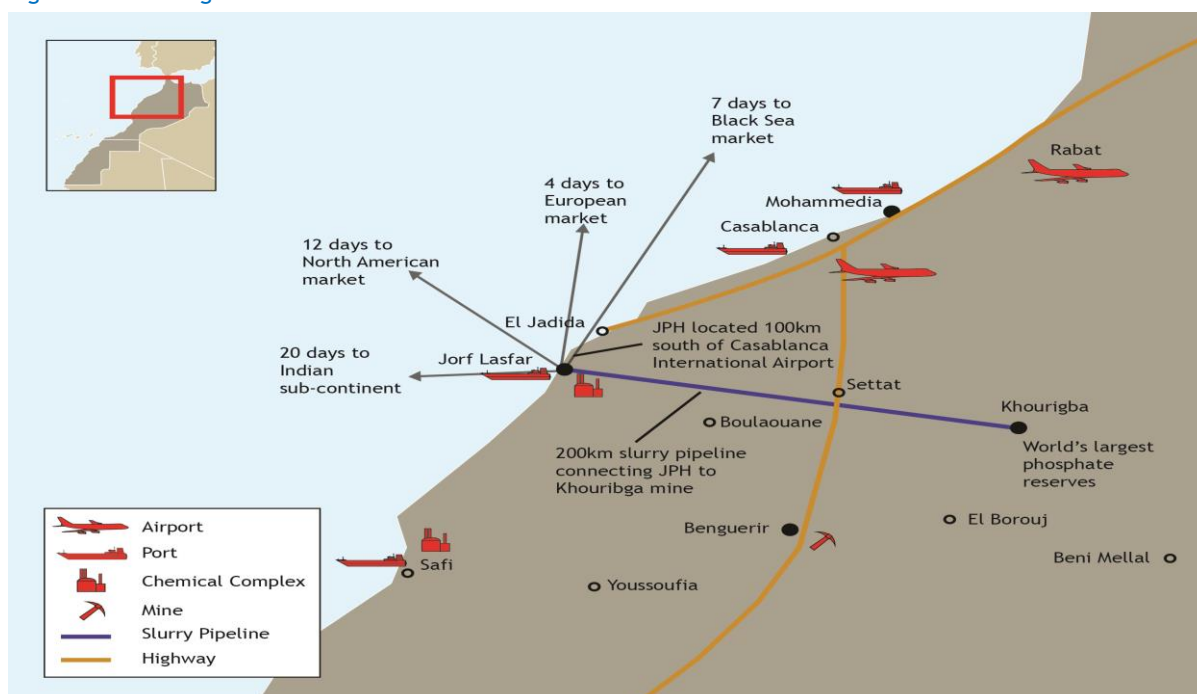 7 days to
Black Sea
market
Rabat
4 days to
European
market
Mohammedia
Casablanca
12 days to
North American
market
El Jadida
JPH located 100km
south of Casablanca
International Airport
20 days to
Indian
sub-continent
Jorf Lasfar
Settat
Khourigba
Boulaouane
World's largest
phosphate
reserves
200km slurry pipeline
connecting JPH to
Khouribga mine
Benguerir
El Borouj
Beni Mellal
Safi
Youssoufia
Airport
Port
Chemical Complex
Mine
Slurry Pipeline
Highway